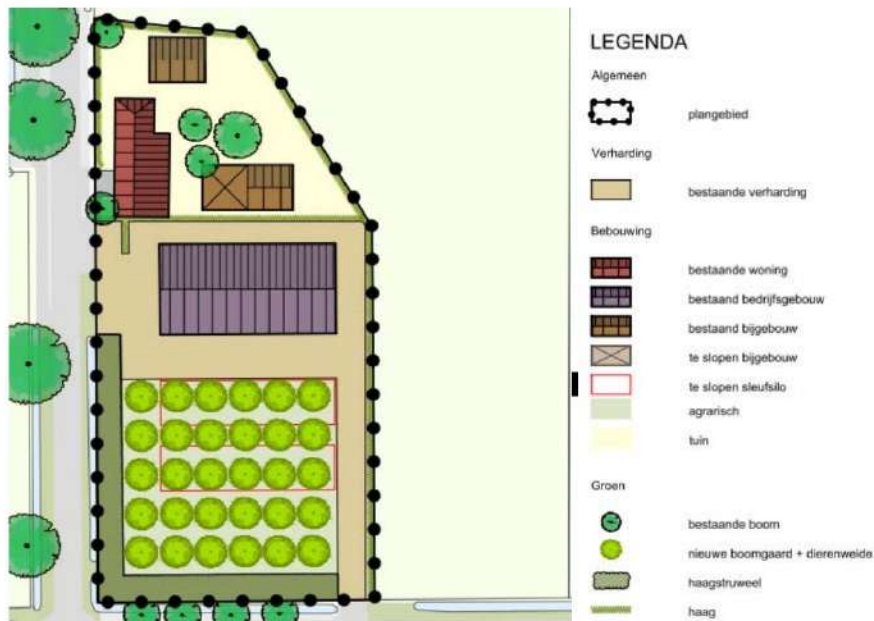 LEGENDA
Algemeen
plangebied
Verharding
bestaande verharding
Bebouwing
bestaande woning
bestaand bedrijfsgebouw
bestaand bijgebouw
te slopen bijgebouw
te slopen sleufsilo
agrarisch
tuin
Groen
bestaande boom
nieuwe boomgaard + dierenweide
haagstruweel
haag